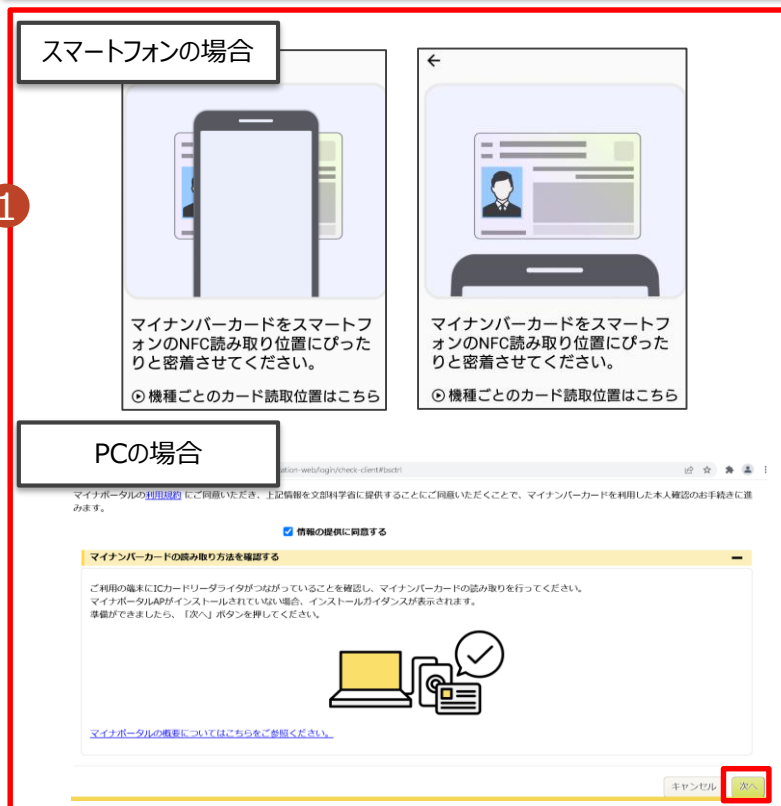 スマートフォンの場合
1
マイナンバーカードをスマートフ
ォンのNFC読み取り位置にぴった
りと密着させてください。
機種ごとのカード読取位置はこちら
マイナンバーカードをスマートフ
ォンのNFC読み取り位置にぴった
りと密着させてください。
機種ごとのカード読取位置はこちら
PCの場合
ation-web/login/check-client#bsctrl
マイナポータルの利用規約 にご同意いただき、上記情報を文部科学省に提供することにご同意いただくことで、マイナンバーカードを利用した本人確認のお手続きに進
みます。
情報の提供に同意する
マイナンバーカードの読み取り方法を確認する
ご利用の端末にICカードリーダライタがつながっていることを確認し、マイナンバーカードの読み取りを行ってください。
マイナポータルAPがインストールされていない場合、インストールガイダンスが表示されます。
準備ができましたら、「次へ」ボタンを押してください。
マイナポータルの概要についてはこちらをご参照ください。
キャンセル
次へ